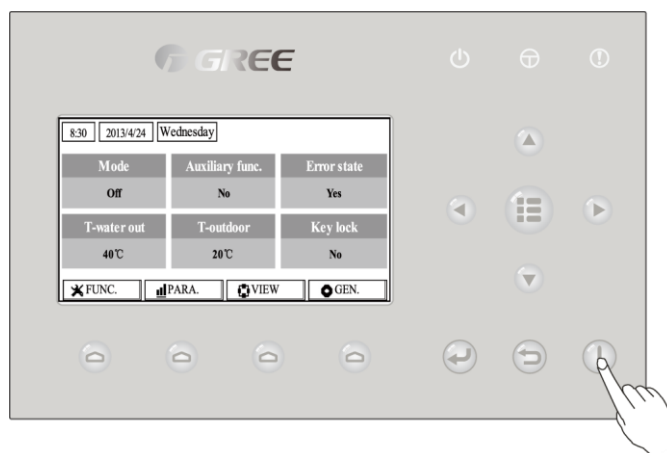 GREE
8:30 2013/4/24 Wednesday
Mode Auxiliary func. Error state
Off No Yes
T-water out T-outdoor Key lock
40℃ 20℃ No
FUNC. PARA. VIEW GEN.